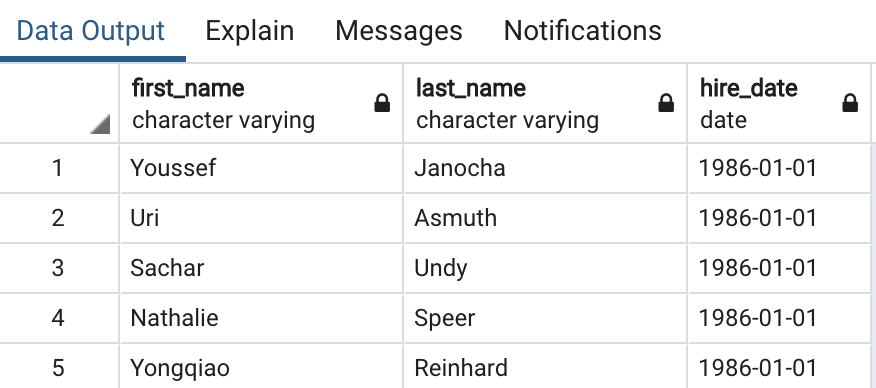 Data Output Explain Messages Notifications
first_name last_name hire_date
character varying character varying date
1 Youssef Janocha 1986-01-01
2 Uri Asmuth 1986-01-01
3 Sachar Undy 1986-01-01
4 Nathalie Speer 1986-01-01
5 Yongqiao Reinhard 1986-01-01